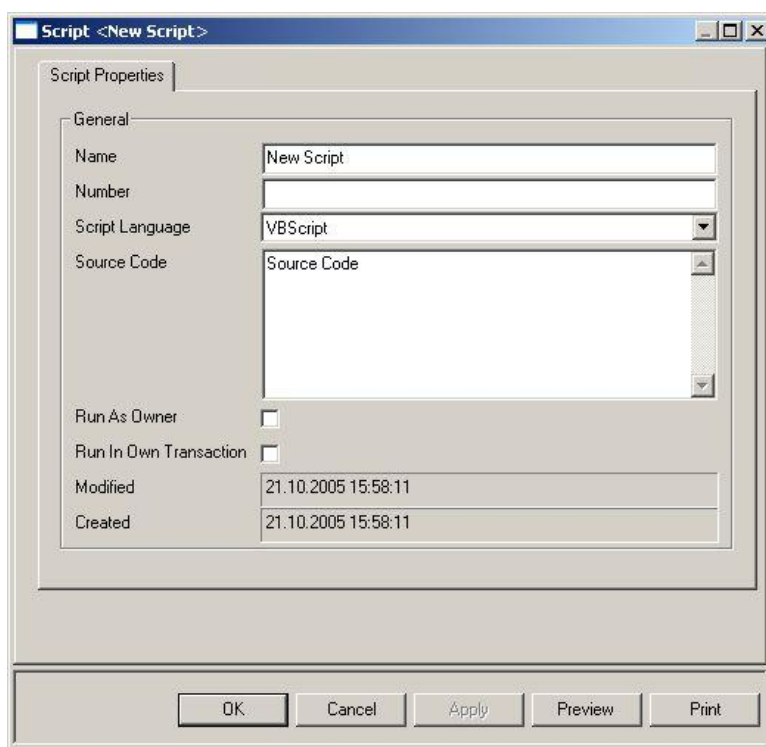 Script <New Script>
Script Properties
General
Name New Script
Number
Script Language VBScript
Source Code Source Code
Run As Owner
Run In Own Transaction
Modified 21.10.2005 15:58:11
Created 21.10.2005 15:58:11
OK Cancel Apply Preview Print